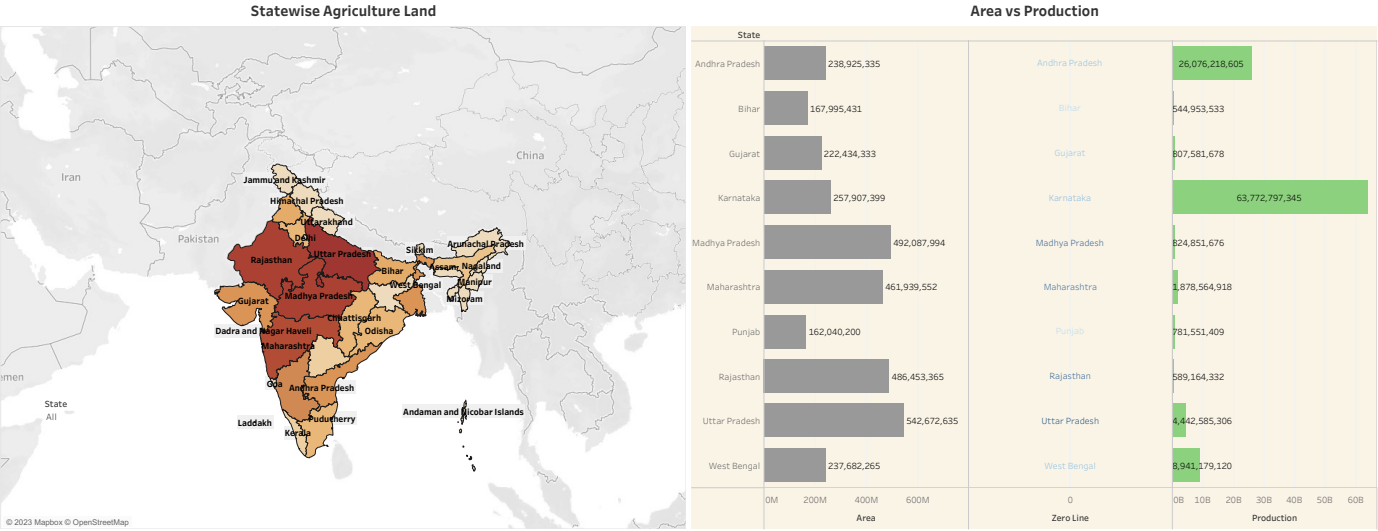 Statewise Agriculture Land
China
Iran
Jammu and Kashmir
Himachal Pradesh
Uttarakhand
Pakistan
Delhi
Uttar Pradesh
Sikkim
Arunachal Pradesh
Rajasthan
Assam
Nagaland
Bihar
West Bengal
Manipur
Madhya Pradesh
Mizoram
Gujarat
Chhattisgarh
Dadra and Nagar Haveli
Odisha
Maharashtra
emen
Goa
Andhra Pradesh
State
All
Andaman and Nicobar Islands
Laddakh
Puducherry
Kerala
© 2023 Mapbox © OpenStreetMap
Area vs Production
State
Andhra Pradesh 238,925,335 Andhra Pradesh 26,076,218,605
Bihar 167,995,431 Bihar 544,953,533
Gujarat 222,434,333 Gujarat 807,581,678
Karnataka 257,907,399 Karnataka 63,772,797,345
Madhya Pradesh 492,087,994 Madhya Pradesh 824,851,676
Maharashtra 461,939,552 Maharashtra 1,878,564,918
Punjab 162,040,200 Punjab 781,551,409
Rajasthan 486,453,365 Rajasthan 589,164,332
Uttar Pradesh 542,672,635 Uttar Pradesh 4,442,585,306
West Bengal 237,682,265 West Bengal 8,941,179,120
0M 200M 400M 600M 0 0B 10B 20B 30B 40B 50B 60B
Area Zero Line Production